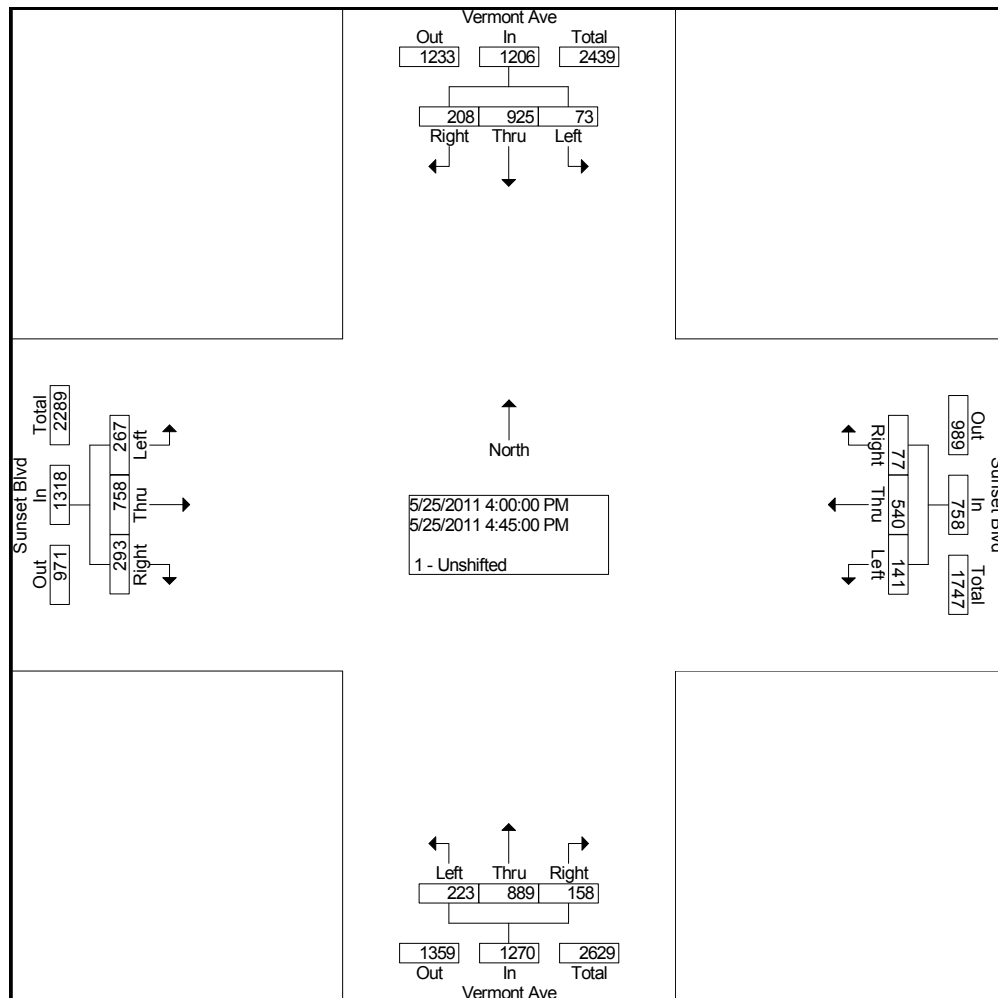 Vermont Ave
Out In Total
1233 1206 2439
208 925 73
Right Thru Left
Sunset Blvd
Total In Out
2289 1318 971
267 758 293
Left Thru Right
North
5/25/2011 4:00:00 PM
5/25/2011 4:45:00 PM
1 - Unshifted
Right Thru Left
77 540 141
Out In Total
989 758 1747
Sunset Blvd
Left Thru Right
223 889 158
1359 1270 2629
Out In Total
Vermont Ave